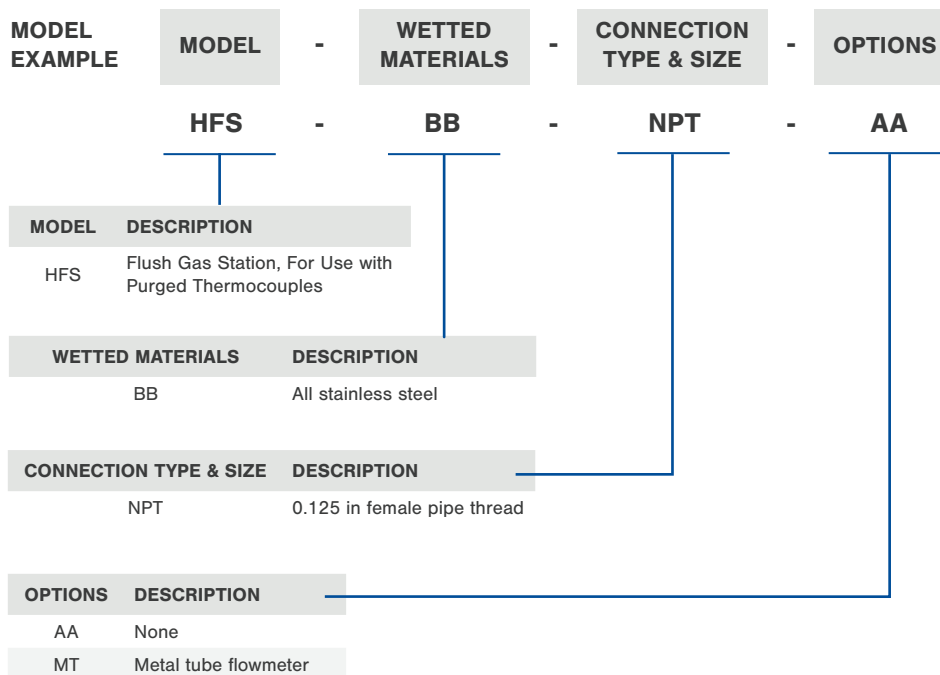 MODEL EXAMPLE
MODEL - WETTED MATERIALS - CONNECTION TYPE & SIZE - OPTIONS
HFS - BB - NPT - AA
MODEL DESCRIPTION
HFS Flush Gas Station, For Use with
Purged Thermocouples
WETTED MATERIALS DESCRIPTION
BB All stainless steel
CONNECTION TYPE & SIZE DESCRIPTION
NPT 0.125 in female pipe thread
OPTIONS DESCRIPTION
AA None
MT Metal tube flowmeter